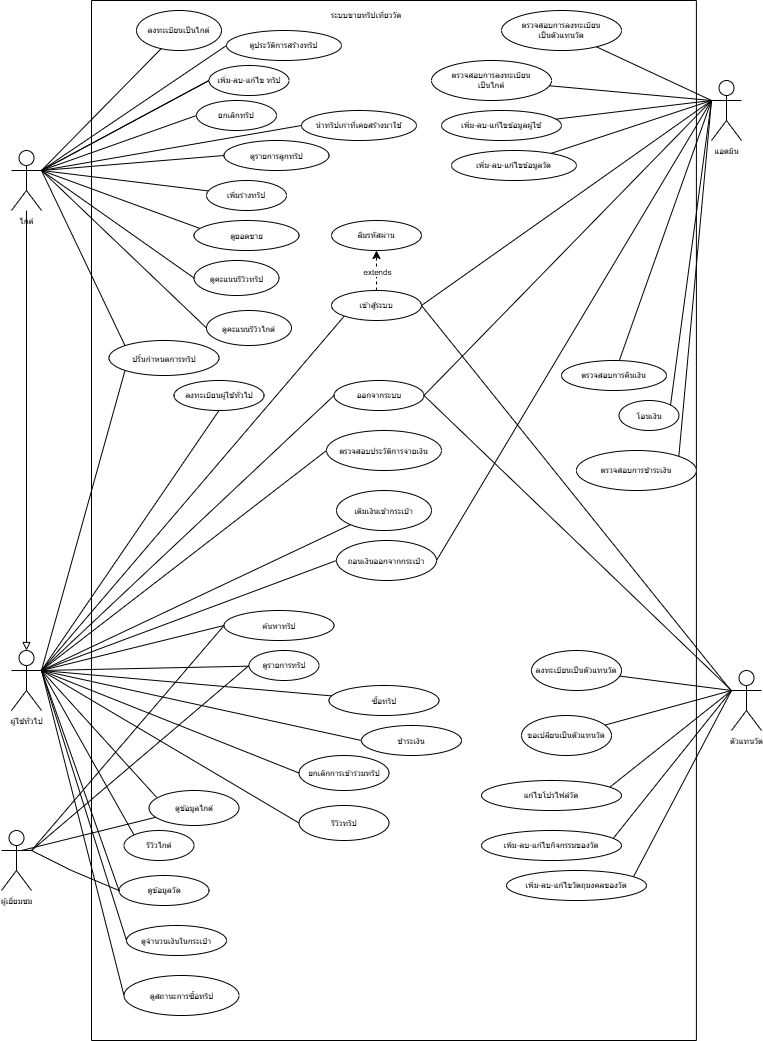 ระบบขายทริปเที่ยววัด
ลงทะเบียนเป็นไกด์
ดูประวัติการสร้างทริป
เพิ่ม-ลบ-แก้ไข ทริป
ยกเลิกทริป
นำทริปเก่าที่เคยสร้างมาใช้
ดูรายการลูกทริป
เพิ่มร่างทริป
ดูยอดขาย
ดูคะแนนรีวิวทริป
ดูคะแนนรีวิวไกด์
ปริ้นกำหนดการทริป
ไกด์
ตรวจสอบการลงทะเบียน
เป็นตัวแทนวัด
ตรวจสอบการลงทะเบียน
เป็นไกด์
เพิ่ม-ลบ-แก้ไขข้อมูลผู้ใช้
เพิ่ม-ลบ-แก้ไขข้อมูลวัด
แอดมิน
ลืมรหัสผ่าน
extends
เข้าสู่ระบบ
ลงทะเบียนผู้ใช้ทั่วไป
ออกจากระบบ
ตรวจสอบการคืนเงิน
โอนเงิน
ตรวจสอบการชำระเงิน
ตรวจสอบประวัติการจ่ายเงิน
เติมเงินเข้ากระเป๋า
ถอนเงินออกจากกระเป๋า
ค้นหาทริป
ดูรายการทริป
ซื้อทริป
ชำระเงิน
ยกเลิกการเข้าร่วมทริป
รีวิวทริป
ผู้ใช้ทั่วไป
ดูข้อมูลไกด์
รีวิวไกด์
ดูข้อมูลวัด
ดูจำนวนเงินในกระเป๋า
ดูสถานะการซื้อทริป
ผู้เยี่ยมชม
ลงทะเบียนเป็นตัวแทนวัด
ขอเปลี่ยนเป็นตัวแทนวัด
แก้ไขโปรไฟล์วัด
เพิ่ม-ลบ-แก้ไขกิจกรรมของวัด
เพิ่ม-ลบ-แก้ไขวัตถุมงคลของวัด
ตัวแทนวัด